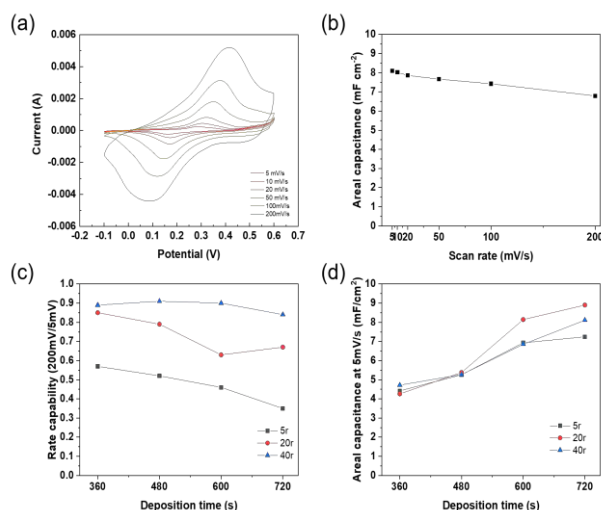 (a)
0.006
0.004
0.002
0.000
-0.002
-0.004
-0.006
Current (A)
5 mV/s
10 mV/s
20 mV/s
50 mV/s
100mV/s
200mV/s
-0.2 -0.1 0.0 0.1 0.2 0.3 0.4 0.5 0.6 0.7
Potential (V)
(b)
9
8
7
6
5
4
3
2
1
0
Areal capacitance (mF cm-2)
5 10 20 50 100 200
Scan rate (mV/s)
(c)
1.0
0.9
0.8
0.7
0.6
0.5
0.4
0.3
0.2
0.1
0.0
Rate capability (200mV/5mV)
5r
20r
40r
360 480 600 720
Deposition time (s)
(d)
10
9
8
7
6
5
4
3
2
1
0
Areal capacitance at 5mV/s (mF/cm2)
5r
20r
40r
360 480 600 720
Deposition time (s)